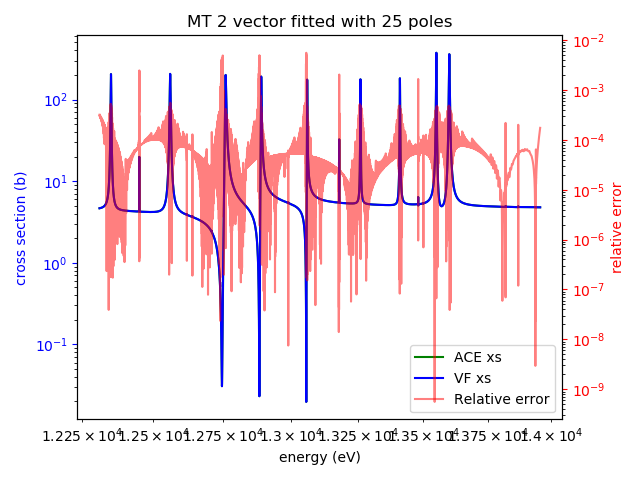 MT 2 vector fitted with 25 poles
10²
10¹
10⁰
10⁻¹
cross section (b)
10⁻²
10⁻³
10⁻⁴
10⁻⁵
10⁻⁶
10⁻⁷
10⁻⁸
10⁻⁹
relative error
ACE xs
VF xs
Relative error
1.225 × 10⁴ 1.25 × 10⁴ 1.275 × 10⁴ 1.3 × 10⁴ 1.325 × 10⁴ 1.35 × 10⁴ 1.375 × 10⁴ 1.4 × 10⁴
energy (eV)